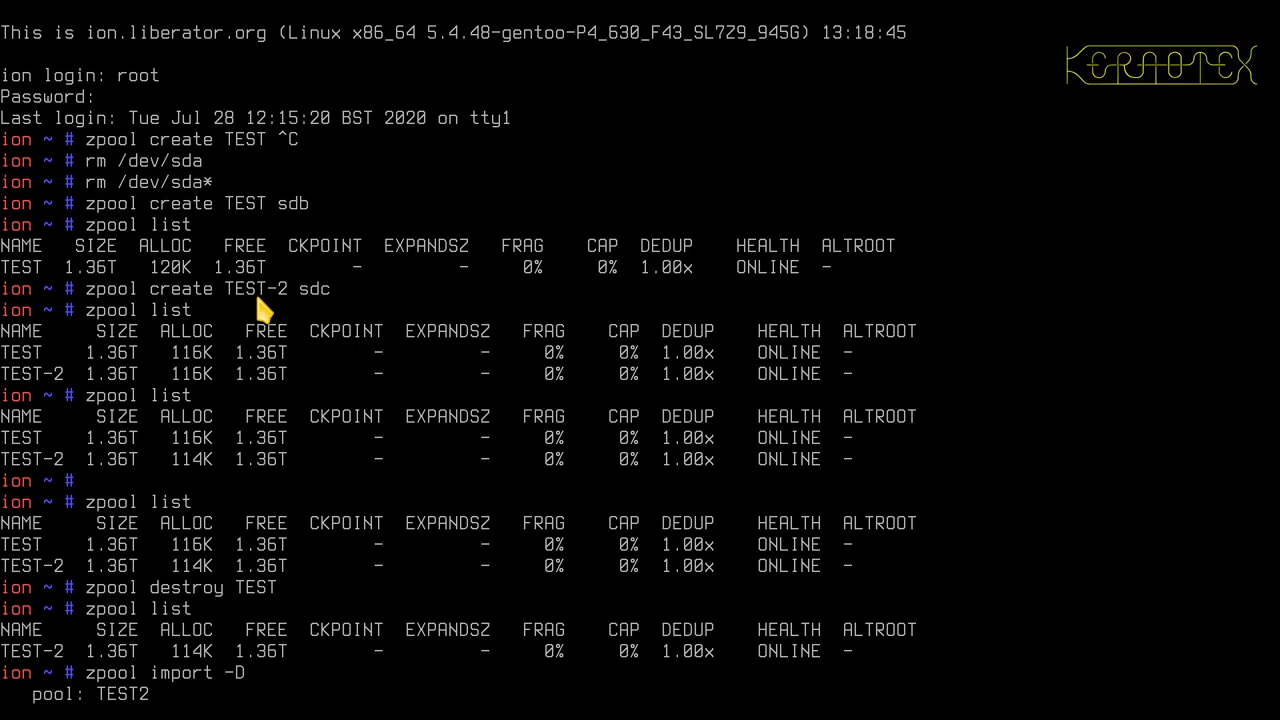 This is ion.liberator.org (Linux x86_64 5.4.48-gentoo-P4_630_F43_SL7Z9_945G) 13:18:45
KERAOTEX
ion login: root
Password:
Last login: Tue Jul 28 12:15:20 BST 2020 on tty1
ion ~ # zpool create TEST ^C
ion ~ # rm /dev/sda
ion ~ # rm /dev/sda*
ion ~ # zpool create TEST sdb
ion ~ # zpool list
NAME SIZE ALLOC FREE CKPOINT EXPANDSZ FRAG CAP DEDUP HEALTH ALTROOT
TEST 1.36T 120K 1.36T - - 0% 0% 1.00x ONLINE -
ion ~ # zpool create TEST-2 sdc
ion ~ # zpool list
NAME SIZE ALLOC FREE CKPOINT EXPANDSZ FRAG CAP DEDUP HEALTH ALTROOT
TEST 1.36T 116K 1.36T - - 0% 0% 1.00x ONLINE -
TEST-2 1.36T 116K 1.36T - - 0% 0% 1.00x ONLINE -
ion ~ # zpool list
NAME SIZE ALLOC FREE CKPOINT EXPANDSZ FRAG CAP DEDUP HEALTH ALTROOT
TEST 1.36T 116K 1.36T - - 0% 0% 1.00x ONLINE -
TEST-2 1.36T 114K 1.36T - - 0% 0% 1.00x ONLINE -
ion ~ #
ion ~ # zpool list
NAME SIZE ALLOC FREE CKPOINT EXPANDSZ FRAG CAP DEDUP HEALTH ALTROOT
TEST 1.36T 116K 1.36T - - 0% 0% 1.00x ONLINE -
TEST-2 1.36T 114K 1.36T - - 0% 0% 1.00x ONLINE -
ion ~ # zpool destroy TEST
ion ~ # zpool list
NAME SIZE ALLOC FREE CKPOINT EXPANDSZ FRAG CAP DEDUP HEALTH ALTROOT
TEST-2 1.36T 114K 1.36T - - 0% 0% 1.00x ONLINE -
ion ~ # zpool import -D
pool: TEST2